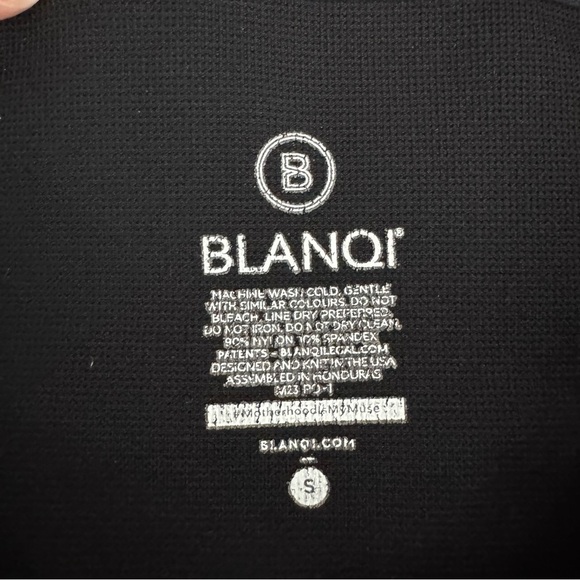 B
BLANQI®
MACHINE WASH COLD, GENTLE
WITH SIMILAR COLOURS. DO NOT
BLEACH. LINE DRY PREFERRED.
DO NOT IRON. DO NOT DRY CLEAN.
90% NYLON 10% SPANDEX
PATENTS - BLANQILEGAL.COM
DESIGNED AND KNIT IN THE USA
ASSEMBLED IN HONDURAS
M23 PO-1
#MotherhoodIsMyMuse
BLANQI.COM
S